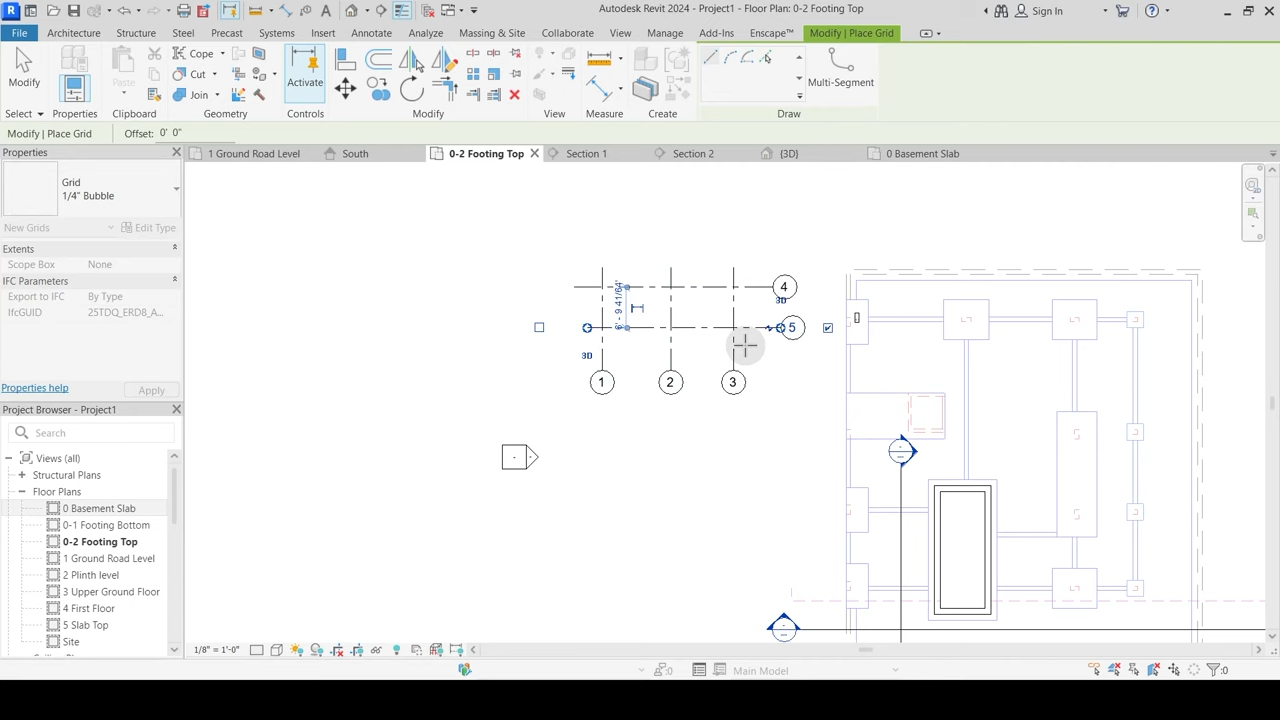 Autodesk Revit 2024 - Project1 - Floor Plan: 0-2 Footing Top
Sign In
File Architecture Structure Steel Precast Systems Insert Annotate Analyze Massing & Site Collaborate View Manage Add-Ins Enscape™ Modify | Place Grid
Modify
Paste
Cope
Cut
Join
Activate
Multi-Segment
Select Properties Clipboard Geometry Controls Modify View Measure Create Draw
Modify | Place Grid Offset: 0' 0"
Properties
1 Ground Road Level South 0-2 Footing Top Section 1 Section 2 {3D} 0 Basement Slab
Grid
1/4" Bubble
New Grids Edit Type
Extents
Scope Box None
IFC Parameters
Export to IFC By Type
IfcGUID 25TDQ_ERD8_A...
Properties help Apply
Project Browser - Project1
Search
Views (all)
Structural Plans
Floor Plans
0 Basement Slab
0-1 Footing Bottom
0-2 Footing Top
1 Ground Road Level
2 Plinth level
3 Upper Ground Floor
4 First Floor
5 Slab Top
Site
4
3D
5
3D
1 2 3
2D
1/8" = 1'-0"
:0 Main Model :0